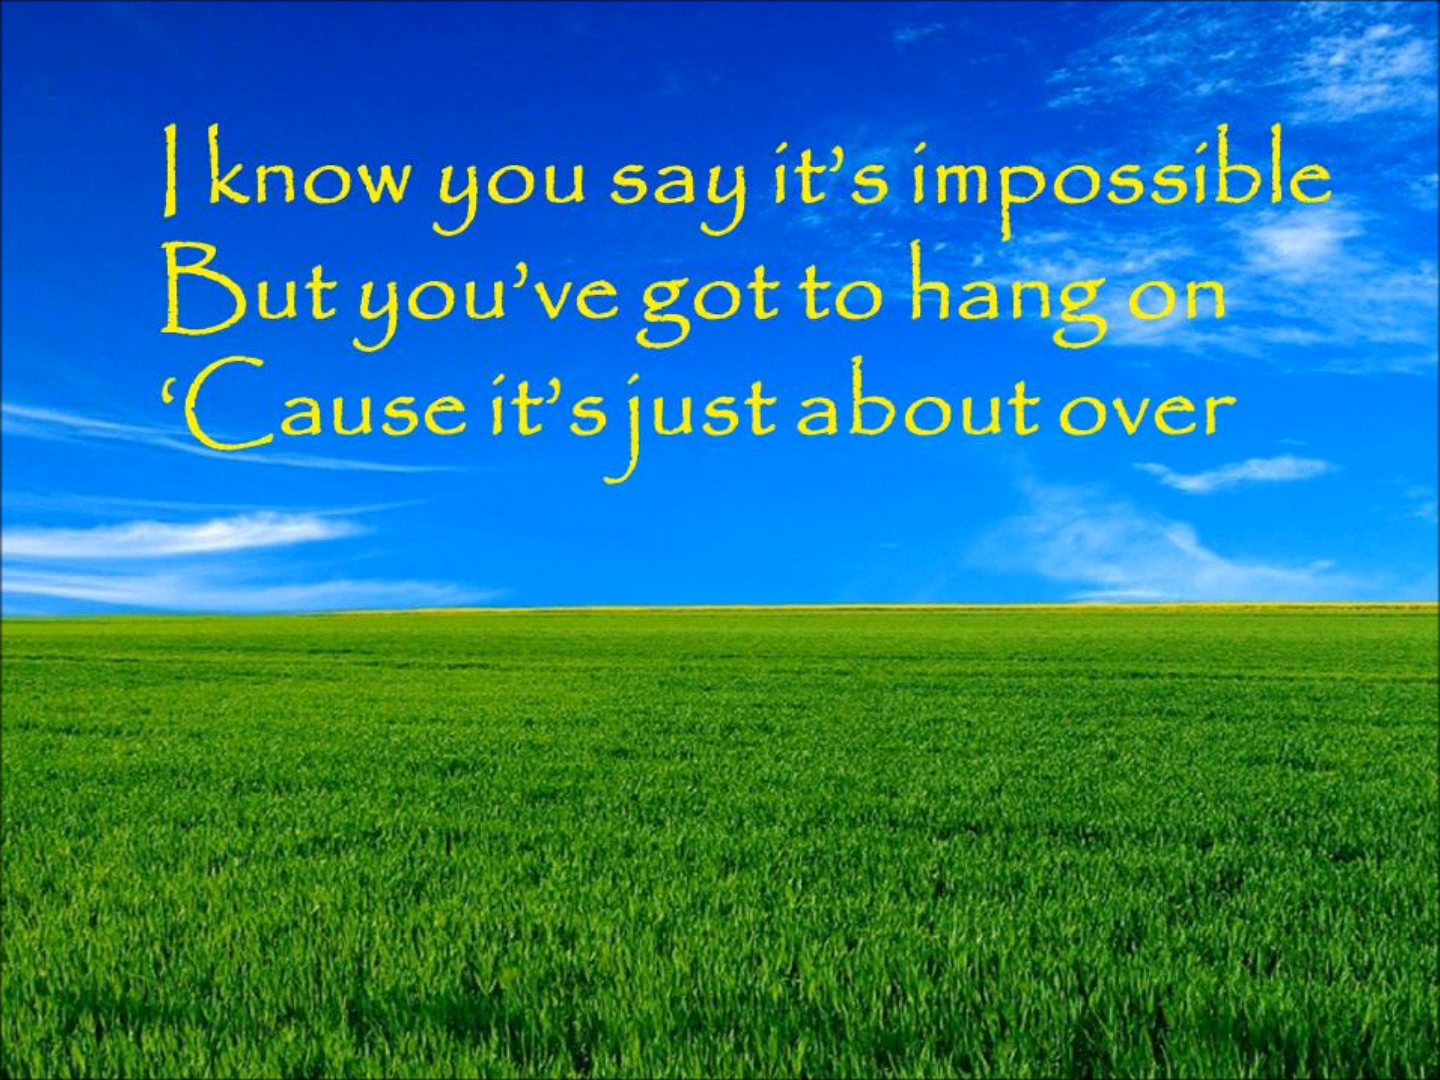 I know you say it’s impossible
But you’ve got to hang on
‘Cause it’s just about over